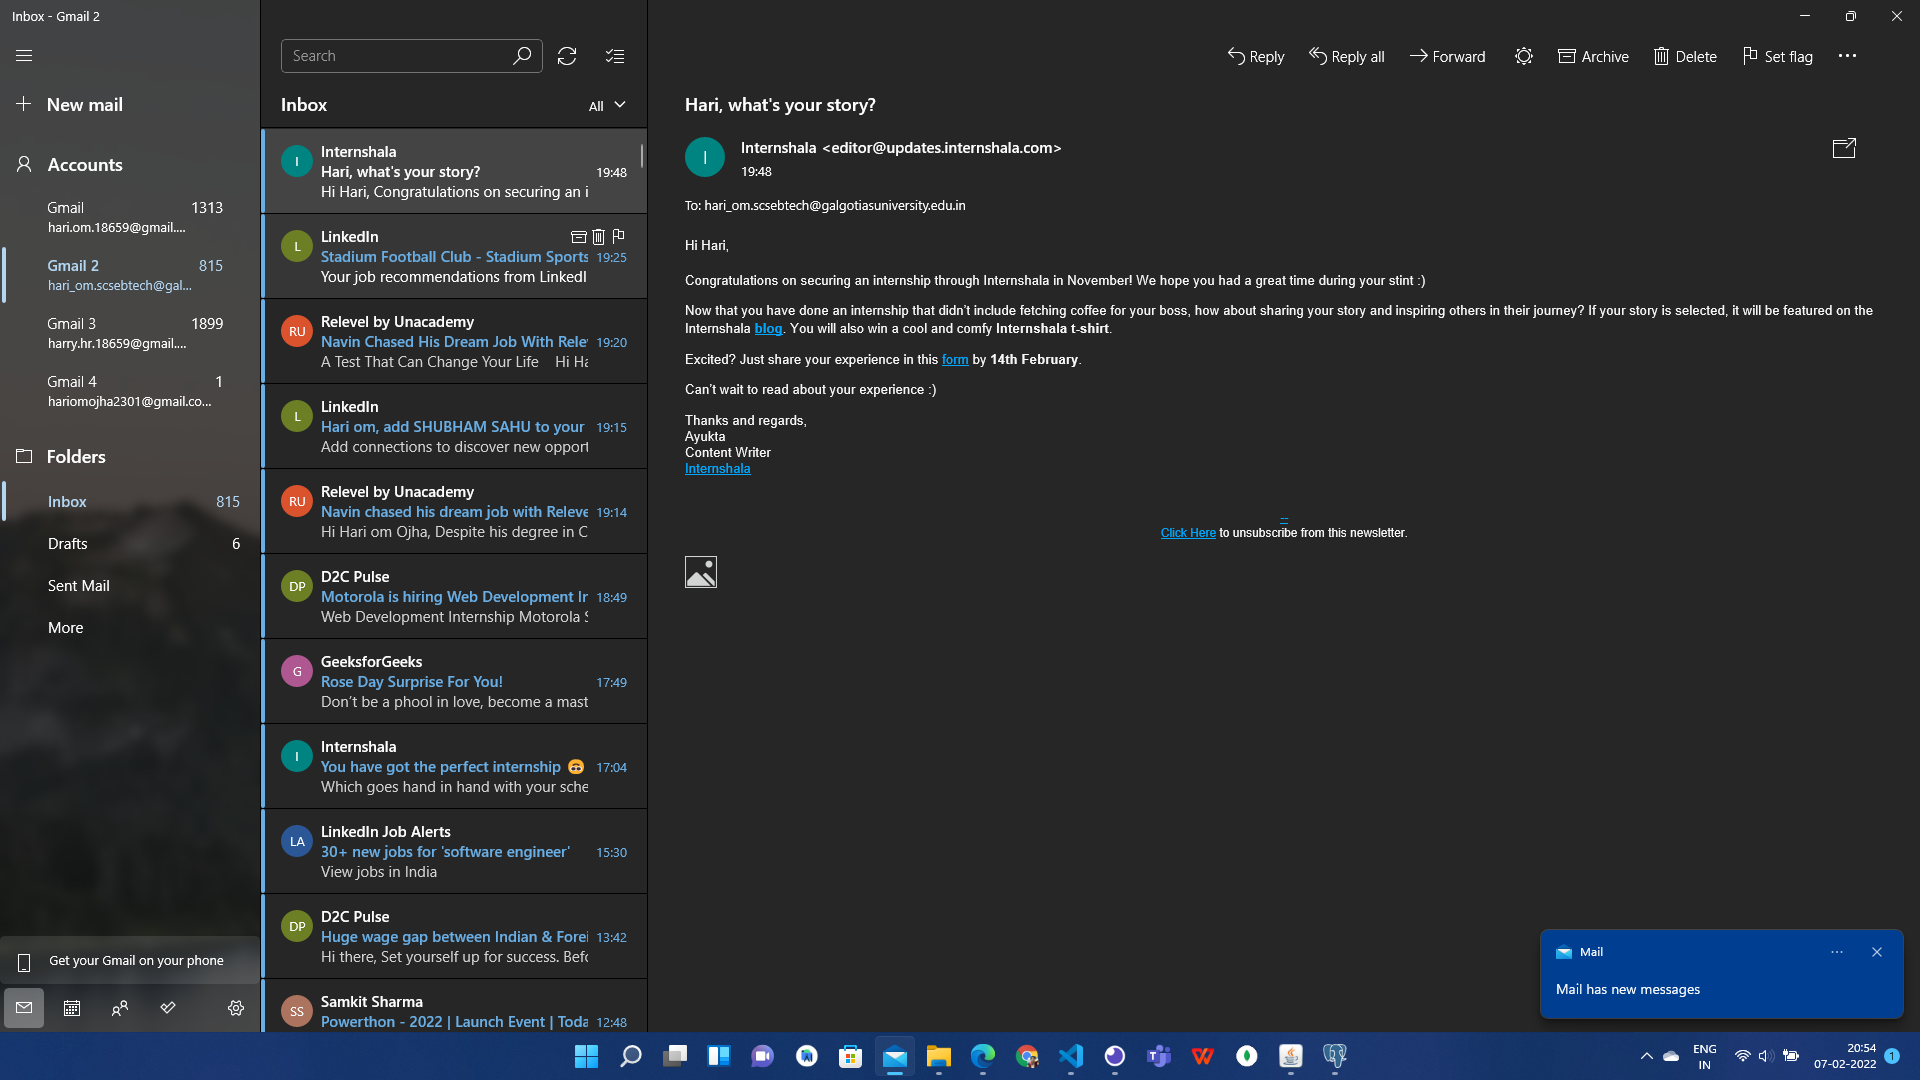 Inbox - Gmail 2
New mail
Accounts
Gmail 1313
hari.om.18659@gmail....
Gmail 2 815
hari_om.scsebtech@gal...
Gmail 3 1899
harry.hr.18659@gmail....
Gmail 4 1
hariomojha2301@gmail.co...
Folders
Inbox 815
Drafts 6
Sent Mail
More
Get your Gmail on your phone
Search
Inbox All
I
Internshala
Hari, what's your story? 19:48
Hi Hari, Congratulations on securing an i
L
LinkedIn
Stadium Football Club - Stadium Sports 19:25
Your job recommendations from LinkedI
RU
Relevel by Unacademy
Navin Chased His Dream Job With Rele 19:20
A Test That Can Change Your Life Hi Ha
L
LinkedIn
Hari om, add SHUBHAM SAHU to your 19:15
Add connections to discover new opport
RU
Relevel by Unacademy
Navin chased his dream job with Releve 19:14
Hi Hari om Ojha, Despite his degree in C
DP
D2C Pulse
Motorola is hiring Web Development In 18:49
Web Development Internship Motorola S
G
GeeksforGeeks
Rose Day Surprise For You! 17:49
Don't be a phool in love, become a mast
I
Internshala
You have got the perfect internship 🙃 17:04
Which goes hand in hand with your sche
LA
LinkedIn Job Alerts
30+ new jobs for 'software engineer' 15:30
View jobs in India
DP
D2C Pulse
Huge wage gap between Indian & Forei 13:42
Hi there, Set yourself up for success. Befo
SS
Samkit Sharma
Powerthon - 2022 | Launch Event | Toda 12:48
Reply Reply all Forward Archive Delete Set flag
Hari, what's your story?
I
Internshala <editor@updates.internshala.com>
19:48
To: hari_om.scsebtech@galgotiasuniversity.edu.in
Hi Hari,
Congratulations on securing an internship through Internshala in November! We hope you had a great time during your stint :)
Now that you have done an internship that didn't include fetching coffee for your boss, how about sharing your story and inspiring others in their journey? If your story is selected, it will be featured on the
Internshala blog. You will also win a cool and comfy Internshala t-shirt.
Excited? Just share your experience in this form by 14th February.
Can't wait to read about your experience :)
Thanks and regards,
Ayukta
Content Writer
Internshala
--
Click Here to unsubscribe from this newsletter.
Mail
Mail has new messages
ENG
IN
20:54
07-02-2022
1